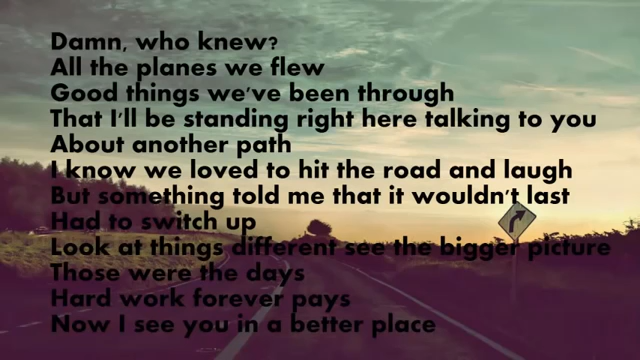 Damn, who knew?
All the planes we flew
Good things we've been through
That I'll be standing right here talking to you
About another path
I know we loved to hit the road and laugh
But something told me that it wouldn't last
Had to switch up
Look at things different see the bigger picture
Those were the days
Hard work forever pays
Now I see you in a better place